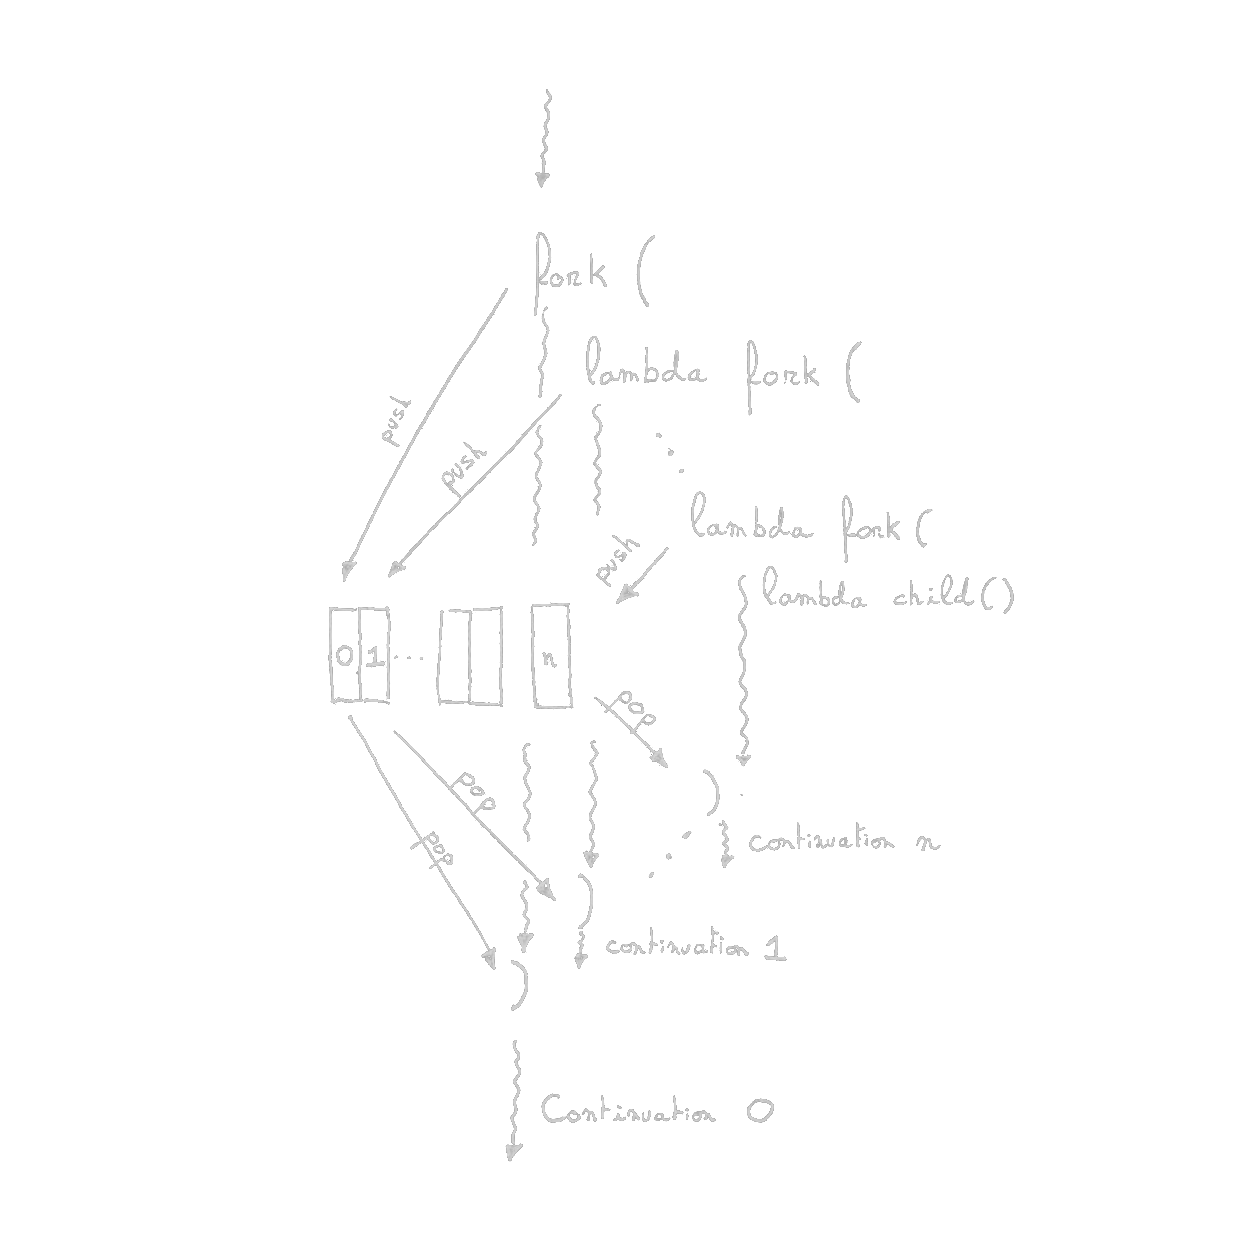 fork (
lambda fork (
push
push
lambda fork (
push
lambda child()
0 1 ... n
pop
pop
)
continuation n
pop
)
continuation 1
)
Continuation 0